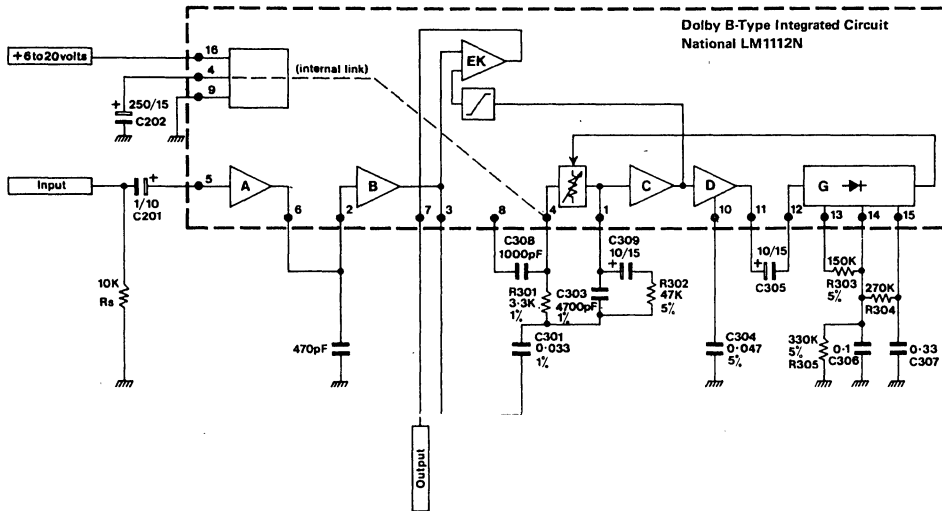 Dolby B-Type Integrated Circuit
National LM1112N
+6 to 20 volts
16
4
9
(internal link)
EK
+ 250/15
C202
Input
+
1/10
C201
5
A
6
2
B
7
3
8
4
1
C
D
10
11
12
G
13
14
15
C308
1000pF
C309
10/15
+
R301
3·3K
1%
C303
4700pF
1%
R302
47K
5%
10/15
+
C305
150K
R303
5%
270K
R304
10K
Rs
470pF
C301
0·033
1%
C304
0·047
5%
330K
5%
R305
0·1
C306
0·33
C307
Output